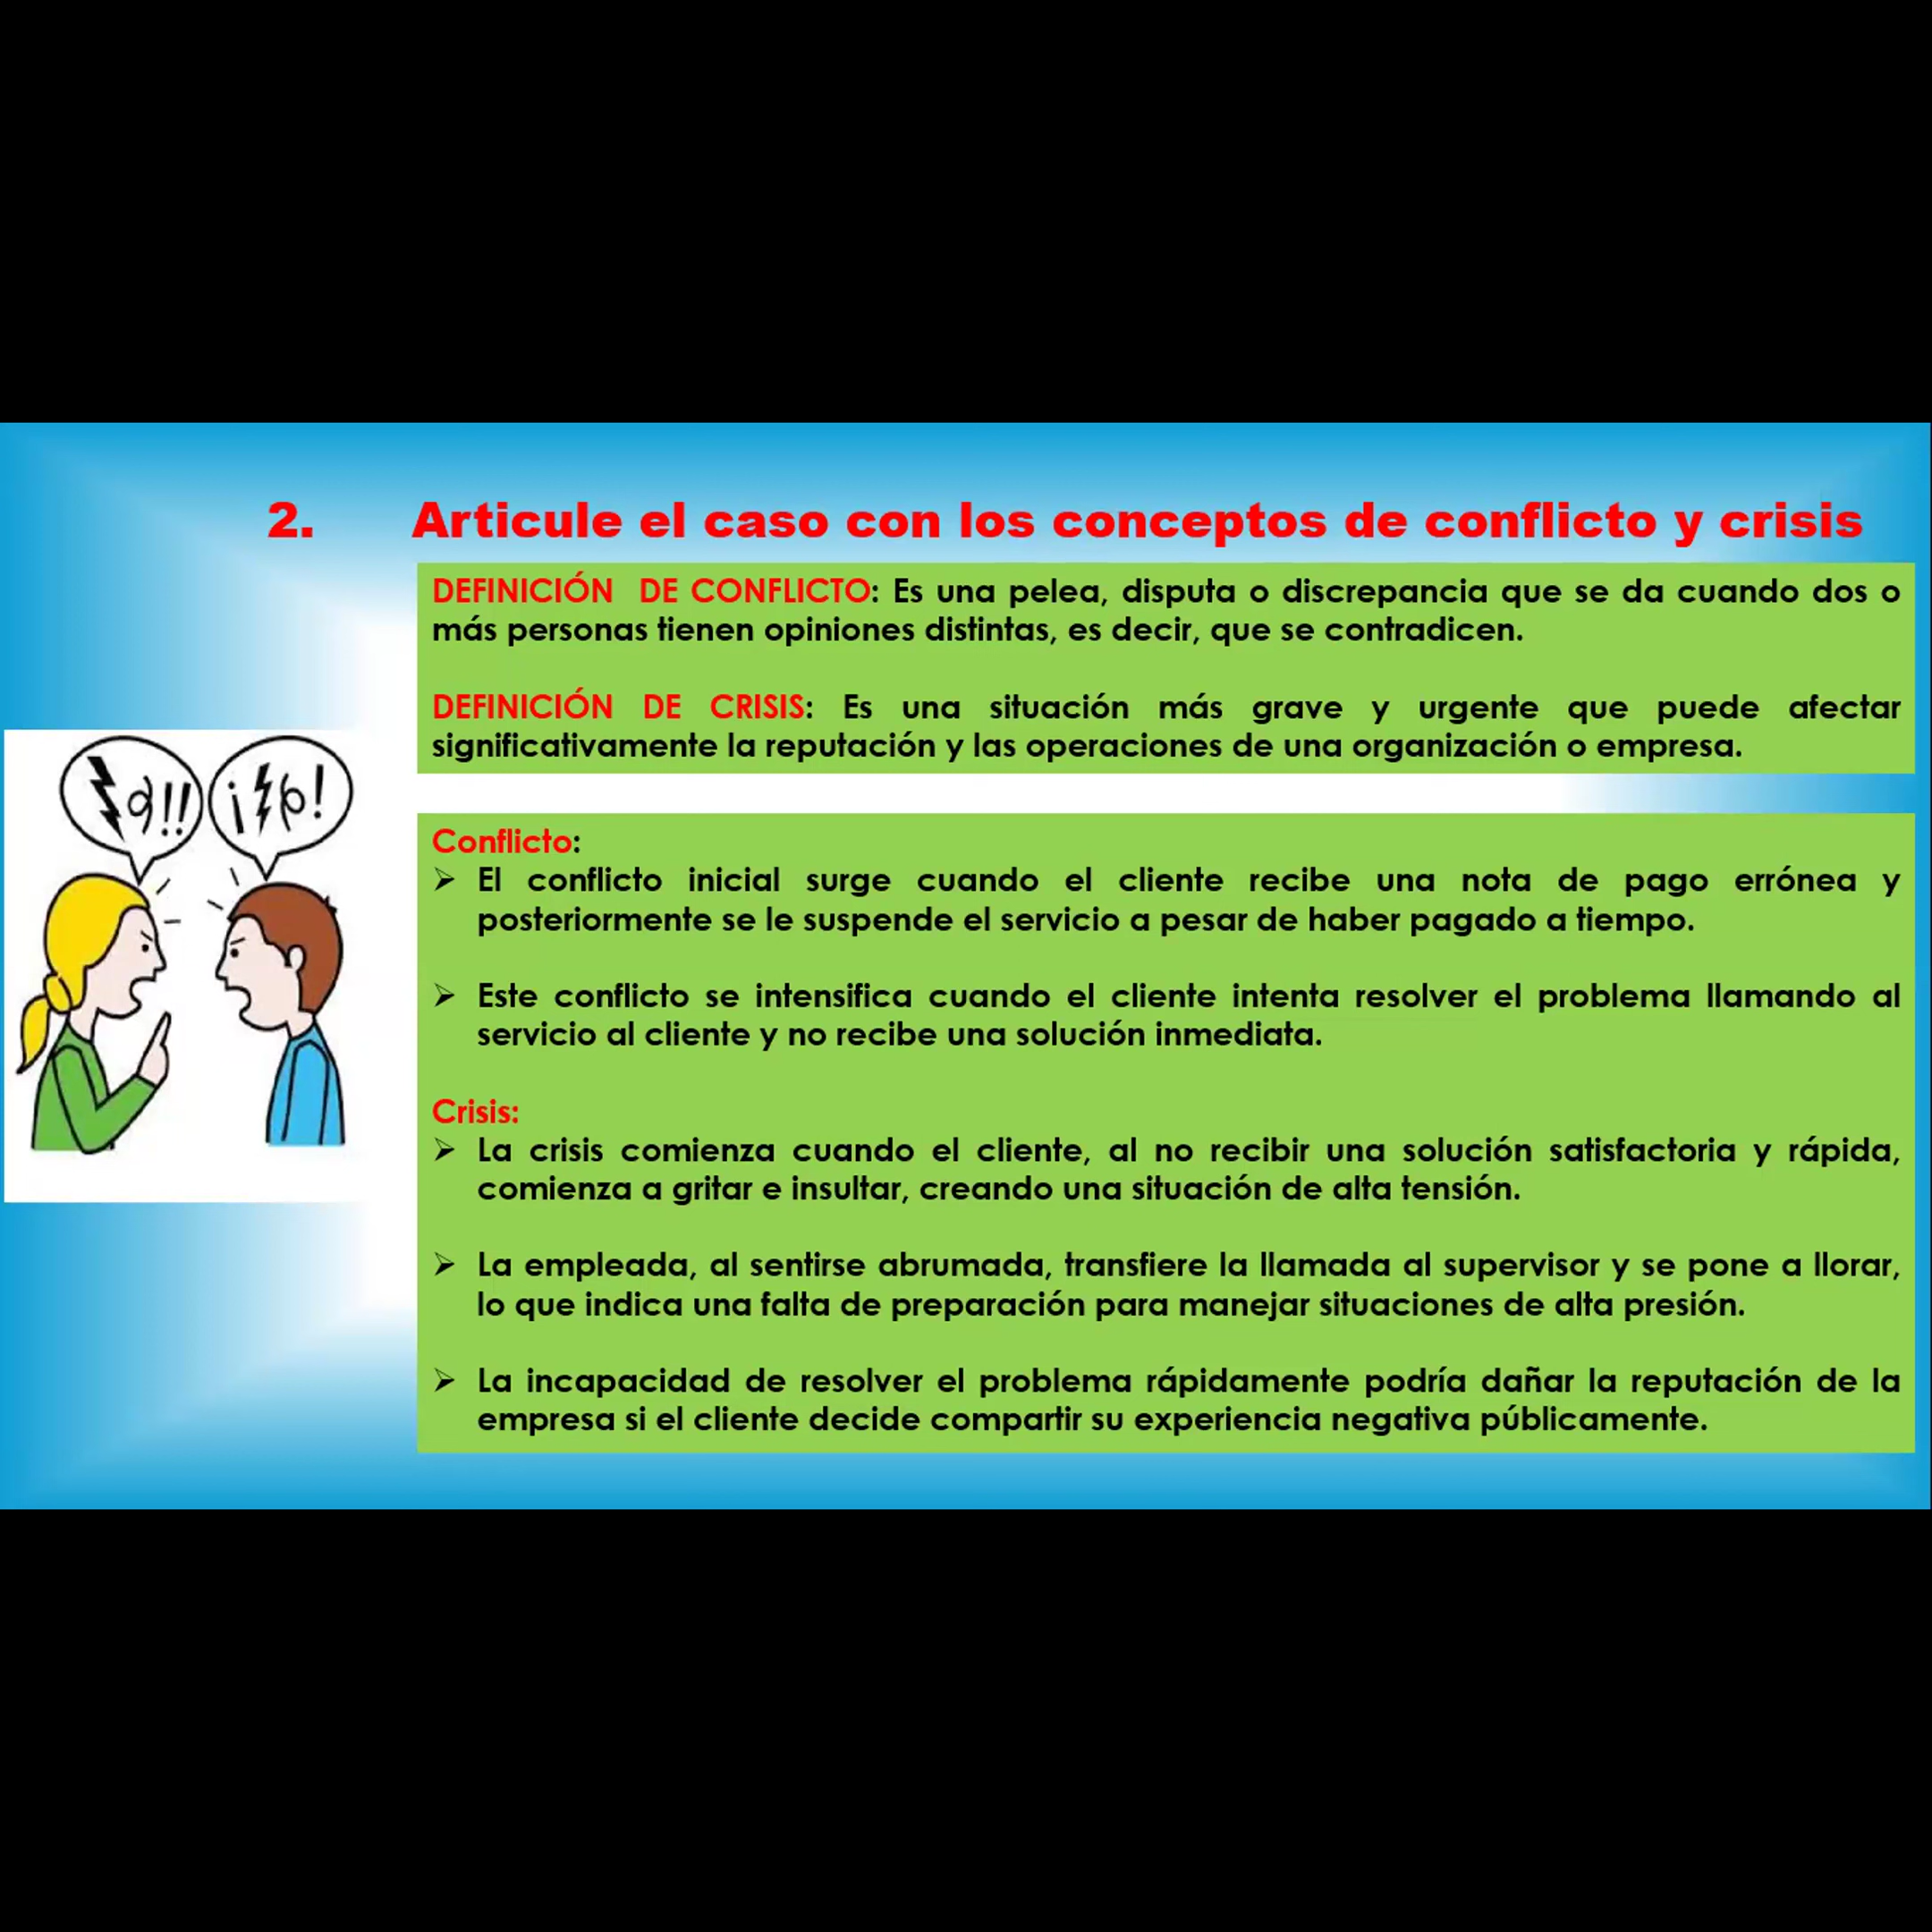 2. Articule el caso con los conceptos de conflicto y crisis
DEFINICIÓN DE CONFLICTO: Es una pelea, disputa o discrepancia que se da cuando dos o
más personas tienen opiniones distintas, es decir, que se contradicen.
DEFINICIÓN DE CRISIS: Es una situación más grave y urgente que puede afectar
significativamente la reputación y las operaciones de una organización o empresa.
Conflicto:
➢ El conflicto inicial surge cuando el cliente recibe una nota de pago errónea y
posteriormente se le suspende el servicio a pesar de haber pagado a tiempo.
➢ Este conflicto se intensifica cuando el cliente intenta resolver el problema llamando al
servicio al cliente y no recibe una solución inmediata.
Crisis:
➢ La crisis comienza cuando el cliente, al no recibir una solución satisfactoria y rápida,
comienza a gritar e insultar, creando una situación de alta tensión.
➢ La empleada, al sentirse abrumada, transfiere la llamada al supervisor y se pone a llorar,
lo que indica una falta de preparación para manejar situaciones de alta presión.
➢ La incapacidad de resolver el problema rápidamente podría dañar la reputación de la
empresa si el cliente decide compartir su experiencia negativa públicamente.